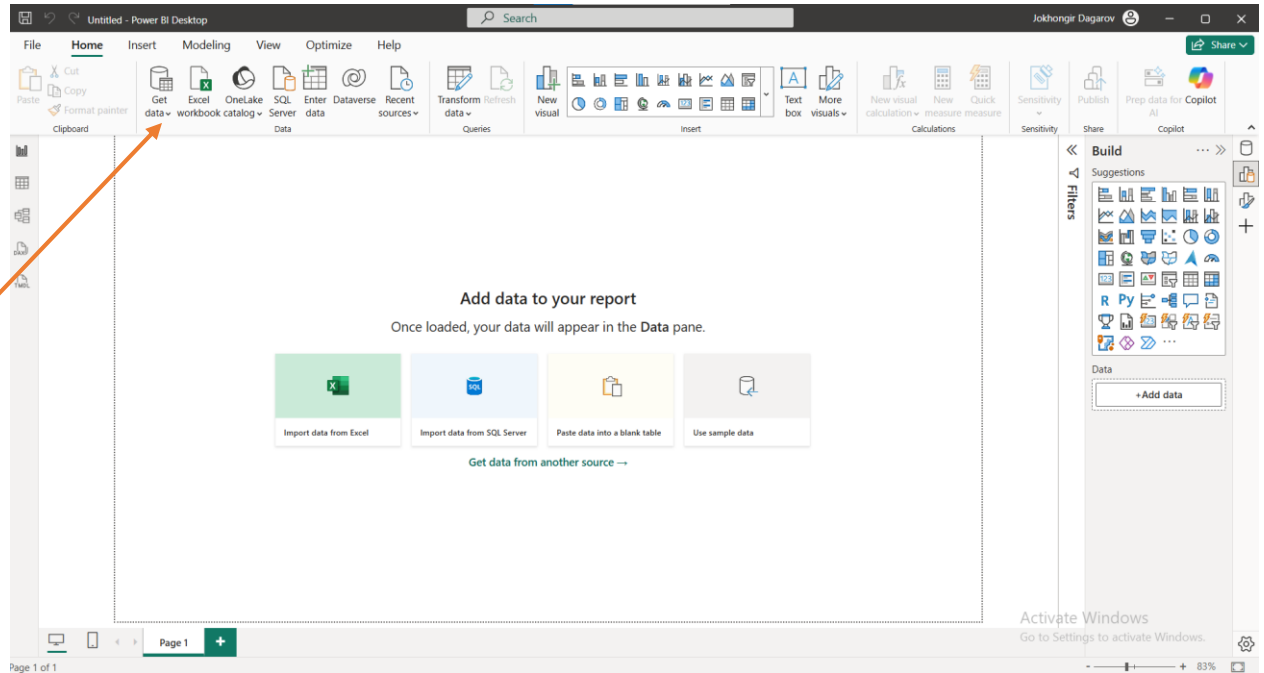 Untitled - Power BI Desktop
Search
Jokhongir Dagarov
File Home Insert Modeling View Optimize Help
Share
Paste
Cut
Copy
Format painter
Clipboard
Get data
Excel workbook
OneLake catalog
SQL Server
Enter data
Dataverse
Recent sources
Data
Transform data
Refresh
Queries
New visual
Text box
More visuals
Insert
New visual calculation
New measure
Quick measure
Calculations
Sensitivity
Sensitivity
Publish
Share
Prep data for AI
Copilot
Copilot
DAX
TMDL
Filters
Build
Suggestions
123
R Py
Data
+Add data
Add data to your report
Once loaded, your data will appear in the Data pane.
SQL
Import data from Excel
Import data from SQL Server
Paste data into a blank table
Use sample data
Get data from another source →
Activate Windows
Go to Settings to activate Windows.
Page 1
Page 1 of 1
83%